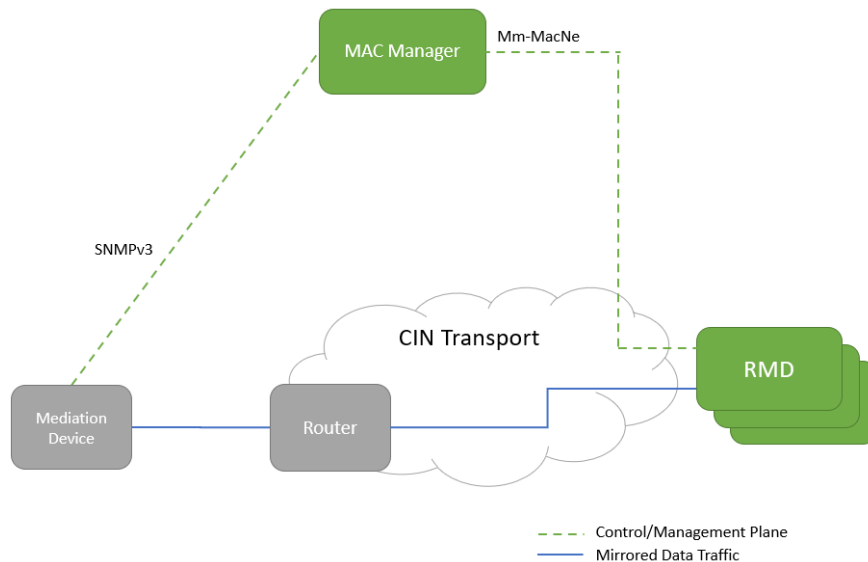 MAC Manager
Mm-MacNe
SNMPv3
CIN Transport
RMD
Mediation
Device
Router
Control/Management Plane
Mirrored Data Traffic